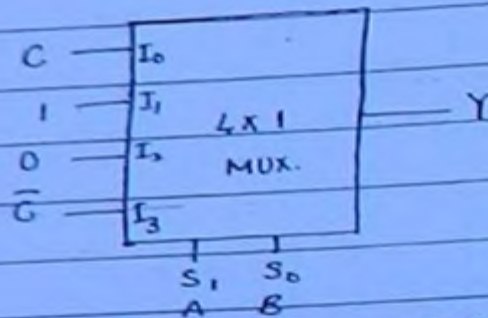 C I₀
1 I₁ Y
4x1
0 I₂
MUX.
C̅ I₃
S₁ S₀
A B